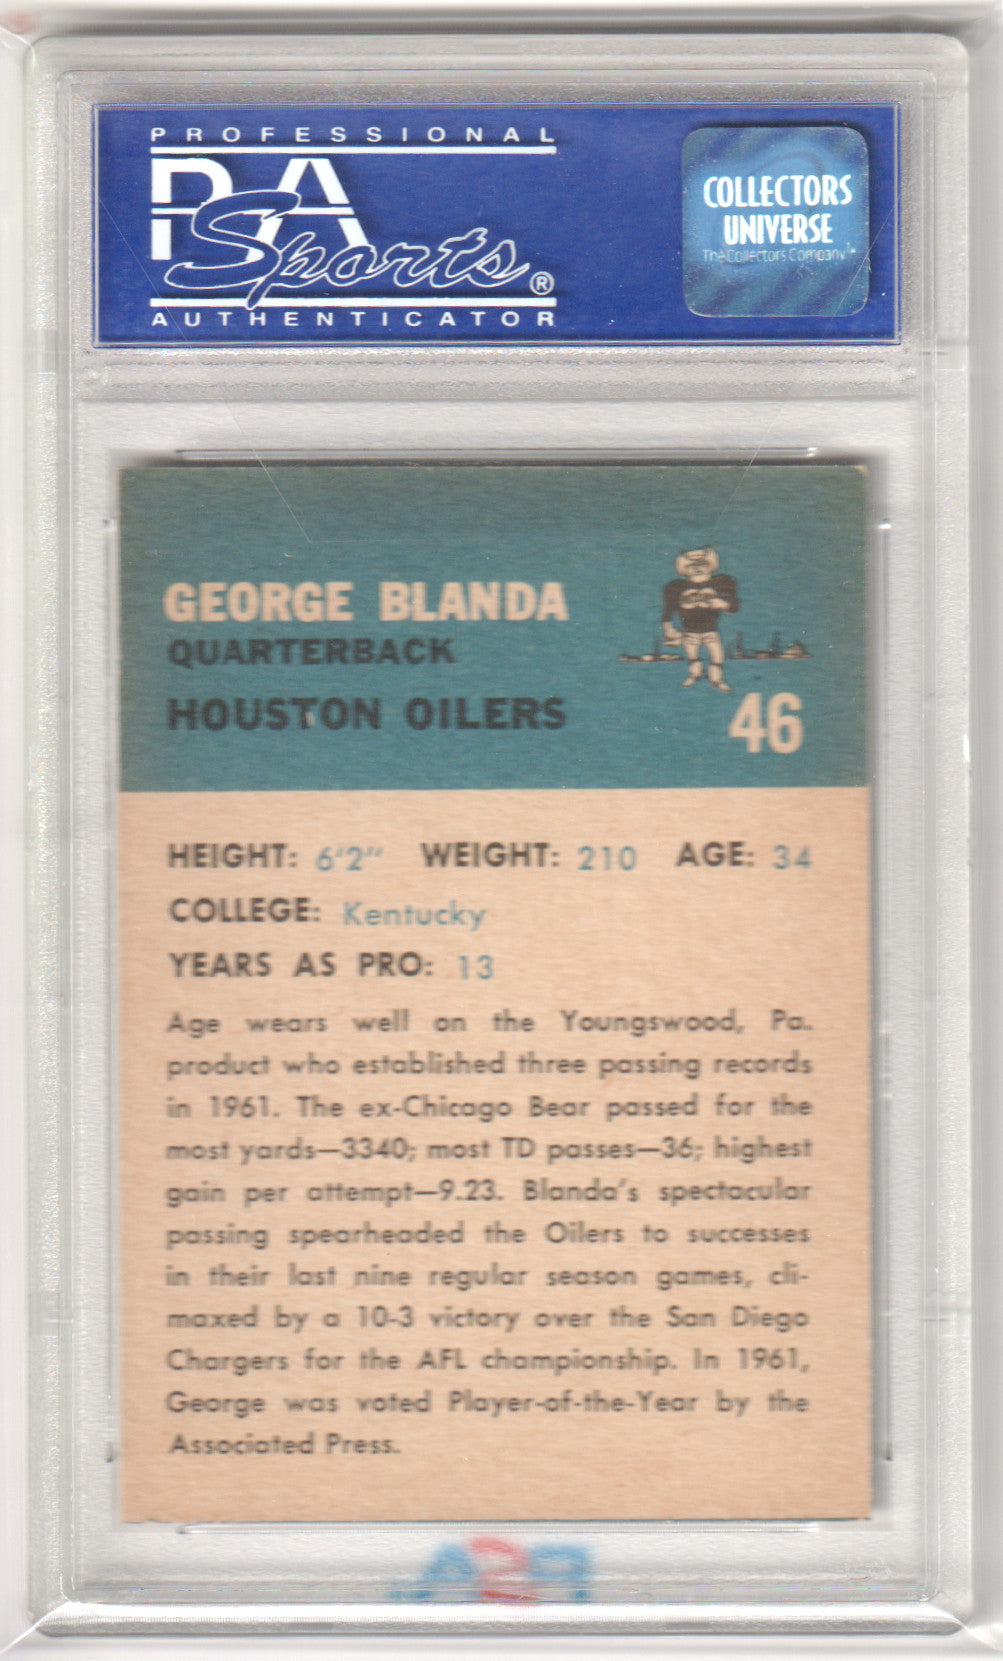 PROFESSIONAL
PSA
Sports®
AUTHENTICATOR
COLLECTORS
UNIVERSE
The Collectors Company™
GEORGE BLANDA
QUARTERBACK
HOUSTON OILERS
46
HEIGHT: 6'2" WEIGHT: 210 AGE: 34
COLLEGE: Kentucky
YEARS AS PRO: 13
Age wears well on the Youngswood, Pa.
product who established three passing records
in 1961. The ex-Chicago Bear passed for the
most yards—3340; most TD passes—36; highest
gain per attempt—9.23. Blanda's spectacular
passing spearheaded the Oilers to successes
in their last nine regular season games, cli-
maxed by a 10-3 victory over the San Diego
Chargers for the AFL championship. In 1961,
George was voted Player-of-the-Year by the
Associated Press.
PSA